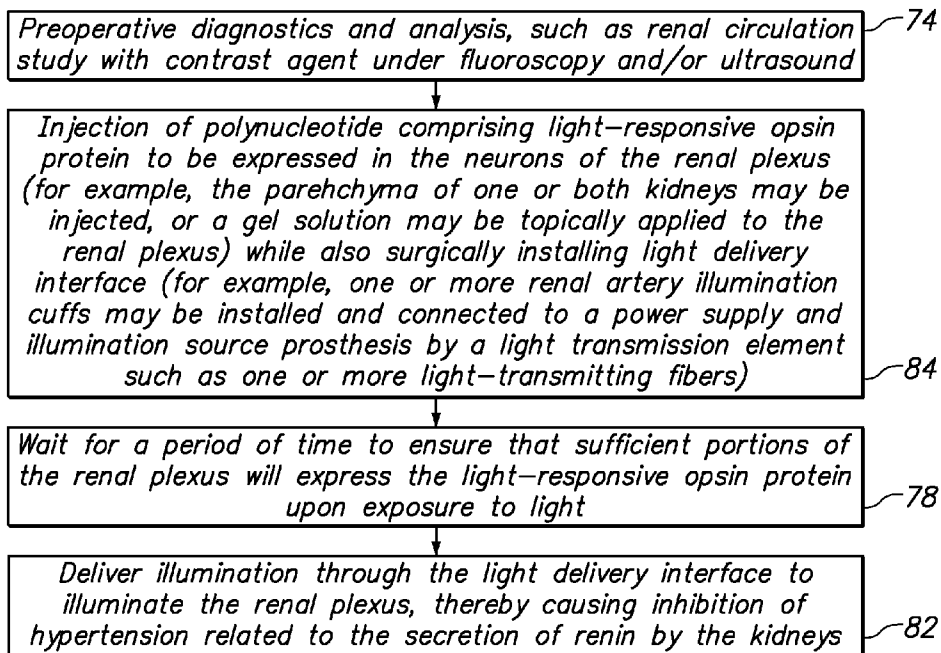 Preoperative diagnostics and analysis, such as renal circulation
study with contrast agent under fluoroscopy and/or ultrasound
74
Injection of polynucleotide comprising light-responsive opsin
protein to be expressed in the neurons of the renal plexus
(for example, the parehchyma of one or both kidneys may be
injected, or a gel solution may be topically applied to the
renal plexus) while also surgically installing light delivery
interface (for example, one or more renal artery illumination
cuffs may be installed and connected to a power supply and
illumination source prosthesis by a light transmission element
such as one or more light-transmitting fibers)
84
Wait for a period of time to ensure that sufficient portions of
the renal plexus will express the light-responsive opsin protein
upon exposure to light
78
Deliver illumination through the light delivery interface to
illuminate the renal plexus, thereby causing inhibition of
hypertension related to the secretion of renin by the kidneys
82